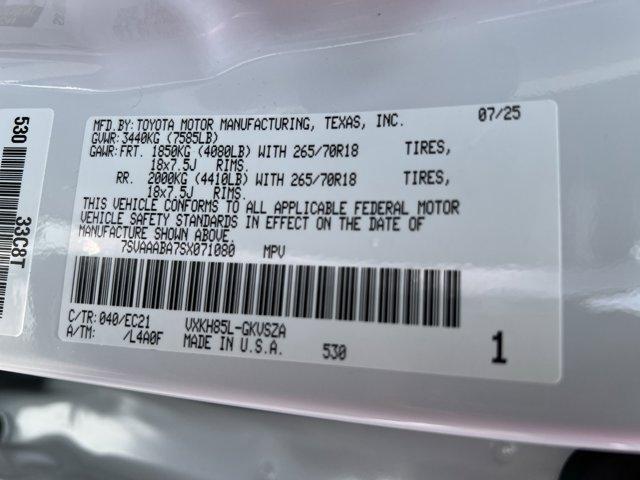 MFD.BY: TOYOTA MOTOR MANUFACTURING, TEXAS, INC. 07/25
GVWR: 3440KG (7585LB)
GAWR: FRT. 1850KG (4080LB) WITH 265/70R18 TIRES,
18x7.5J RIMS,
RR. 2000KG (4410LB) WITH 265/70R18 TIRES,
18x7.5J RIMS,
THIS VEHICLE CONFORMS TO ALL APPLICABLE FEDERAL MOTOR
VEHICLE SAFETY STANDARDS IN EFFECT ON THE DATE OF
MANUFACTURE SHOWN ABOVE
7SVAAABA7SX071080 MPV
C/TR: 040/EC21 VXKH85L-GKVSZA
A/TM: /L4A0F MADE IN U.S.A. 530 1
530 33C8T